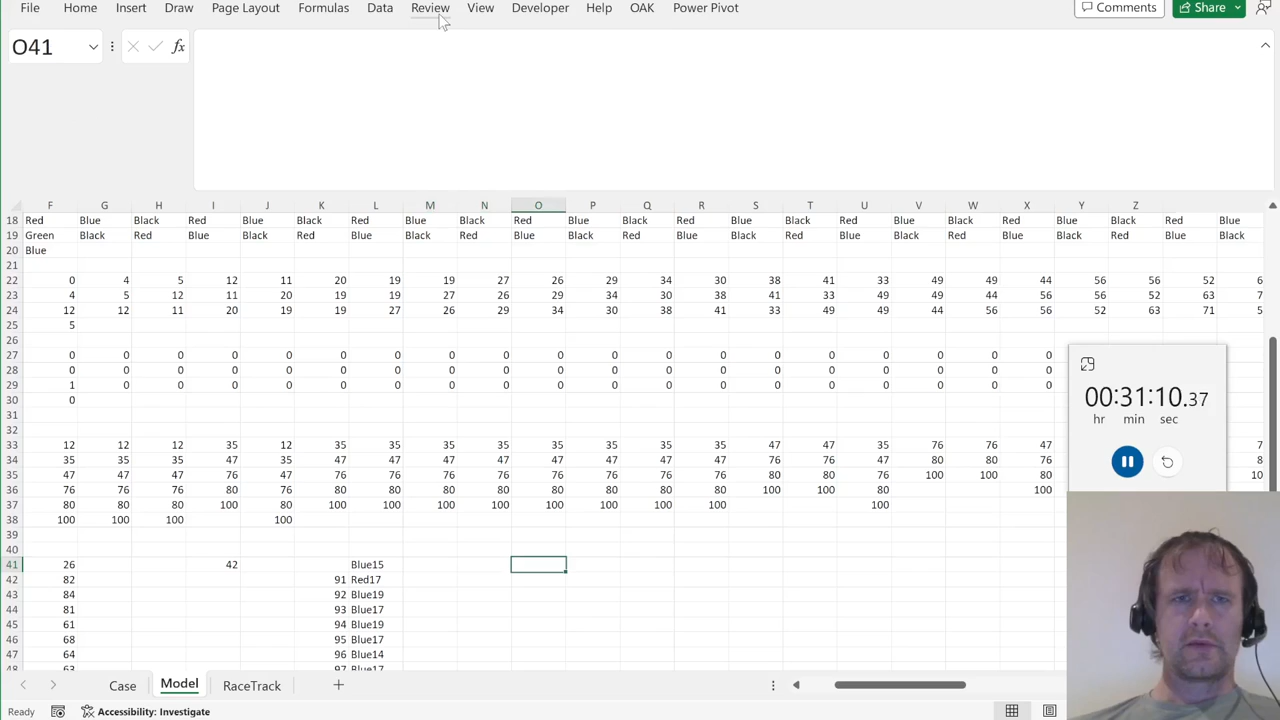 File Home Insert Draw Page Layout Formulas Data Review View Developer Help OAK Power Pivot Comments Share
O41 fx
F G H I J K L M N O P Q R S T U V W X Y Z
18 Red Blue Black Red Blue Black Red Blue Black Red Blue Black Red Blue Black Red Blue Black Red Blue Black Red Blue
19 Green Black Red Blue Black Red Blue Black Red Blue Black Red Blue Black Red Blue Black Red Blue Black Red Blue Black
20 Blue
21
22 0 4 5 12 11 20 19 19 27 26 29 34 30 38 41 33 49 49 44 56 56 52 6
23 4 5 12 11 20 19 19 27 26 29 34 30 38 41 33 49 49 44 56 56 52 63 7
24 12 12 11 20 19 19 27 26 29 34 30 38 41 33 49 49 44 56 56 52 63 71 5
25 5
26
27 0 0 0 0 0 0 0 0 0 0 0 0 0 0 0 0 0 0 0
28 0 0 0 0 0 0 0 0 0 0 0 0 0 0 0 0 0 0 0
29 1 0 0 0 0 0 0 0 0 0 0 0 0 0 0 0 0 0 0
30 0
31
32
33 12 12 12 35 12 35 35 35 35 35 35 35 35 47 47 35 76 76 47 7
34 35 35 35 47 35 47 47 47 47 47 47 47 47 76 76 47 80 80 76 8
35 47 47 47 76 47 76 76 76 76 76 76 76 76 80 80 76 100 100 80 10
36 76 76 76 80 76 80 80 80 80 80 80 80 80 100 100 80 100
37 80 80 80 100 80 100 100 100 100 100 100 100 100 100
38 100 100 100 100
39
40
41 26 42 Blue15
42 82 91 Red17
43 84 92 Blue19
44 81 93 Blue17
45 61 94 Blue19
46 68 95 Blue17
47 64 96 Blue14
48 63 97 Blue17
00:31:10.37
hr min sec
Case Model RaceTrack
Ready Accessibility: Investigate